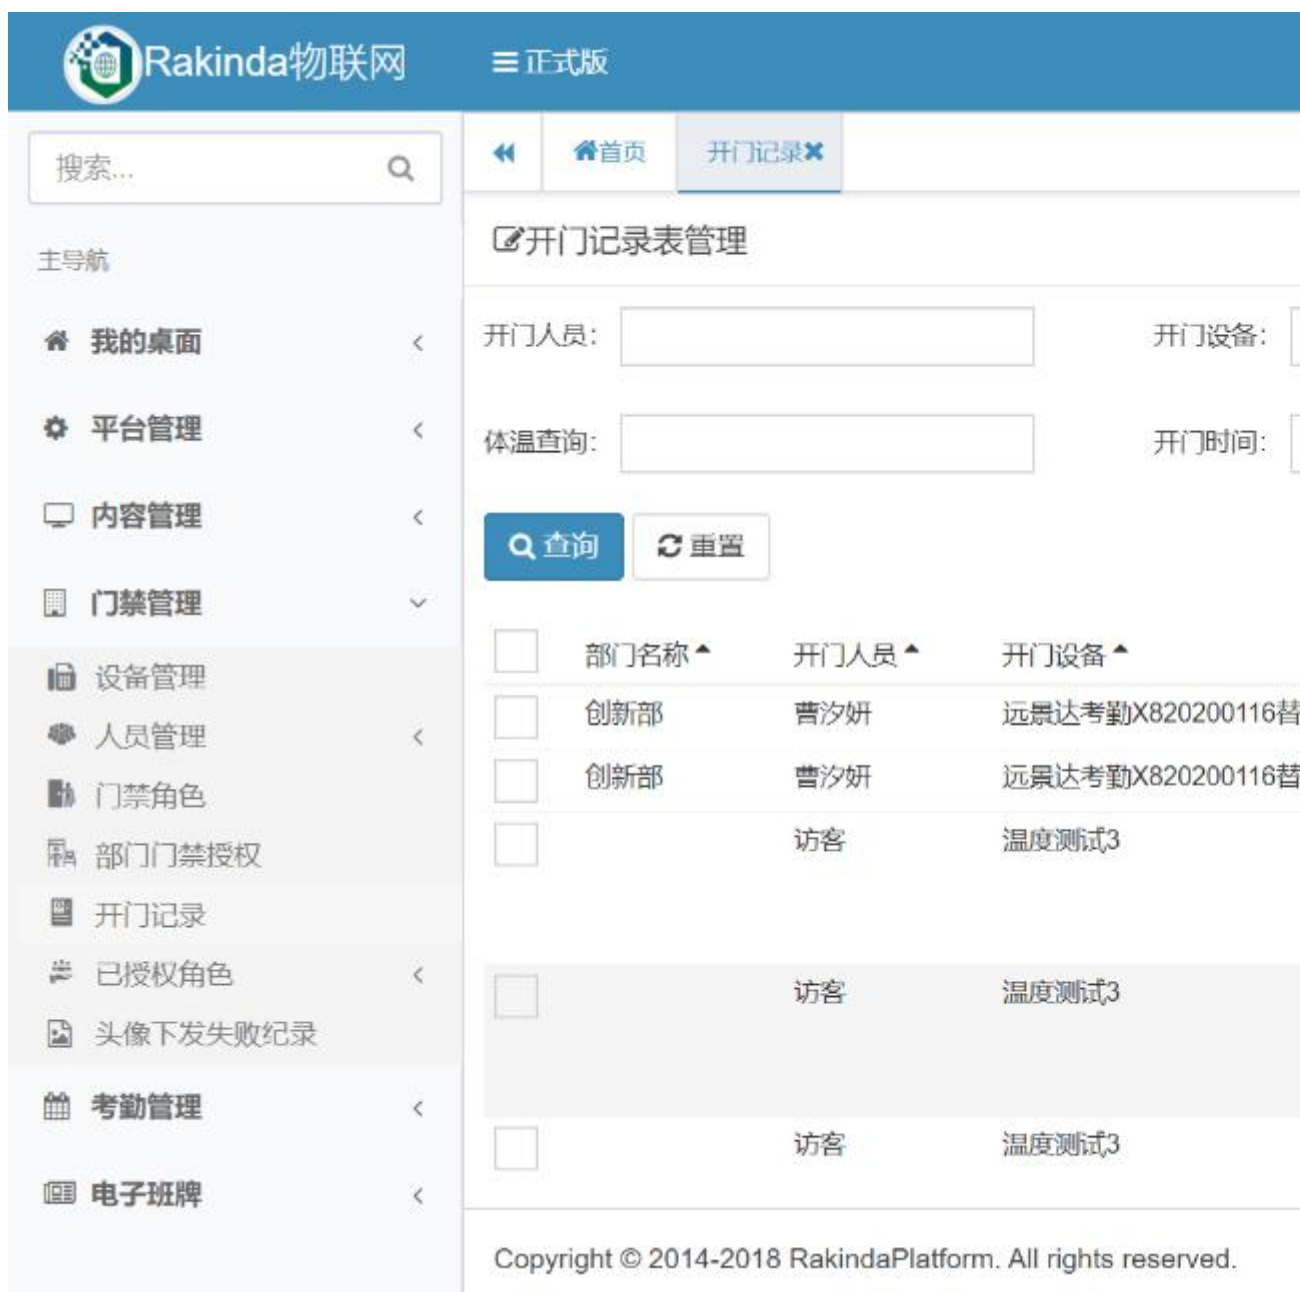 Rakinda物联网
正式版
搜索...
首页
开门记录
主导航
开门记录表管理
我的桌面
平台管理
内容管理
门禁管理
设备管理
人员管理
门禁角色
部门门禁授权
开门记录
已授权角色
头像下发失败纪录
考勤管理
电子班牌
开门人员:
开门设备:
体温查询:
开门时间:
查询 重置
部门名称 开门人员 开门设备
创新部 曹汐妍 远景达考勤X820200116替
创新部 曹汐妍 远景达考勤X820200116替
访客 温度测试3
访客 温度测试3
访客 温度测试3
Copyright © 2014-2018 RakindaPlatform. All rights reserved.